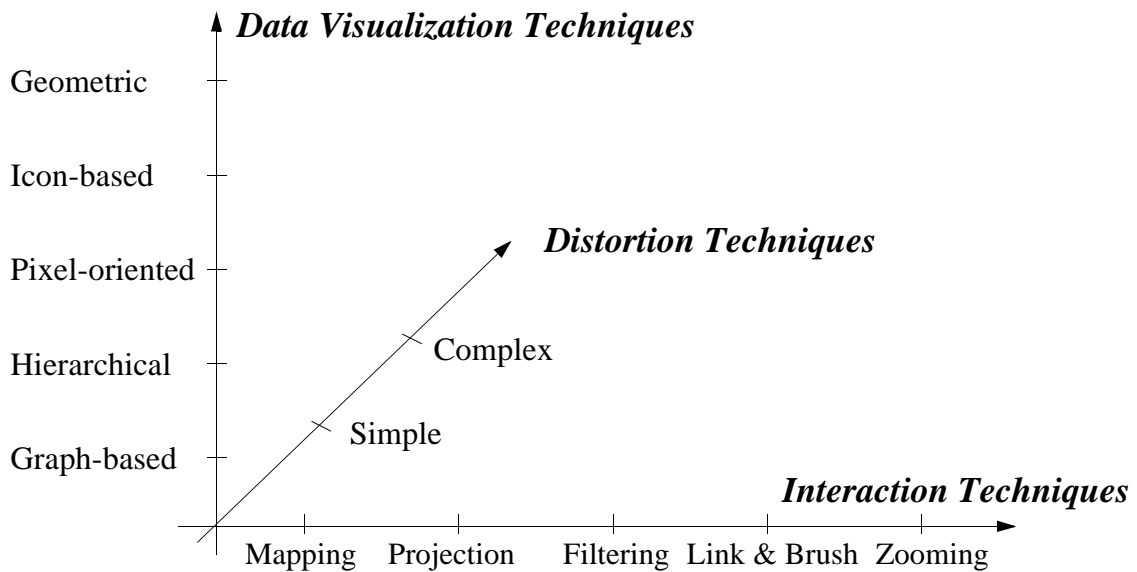 Data Visualization Techniques
Geometric
Icon-based
Distortion Techniques
Pixel-oriented
Complex
Hierarchical
Simple
Graph-based
Interaction Techniques
Mapping Projection Filtering Link & Brush Zooming